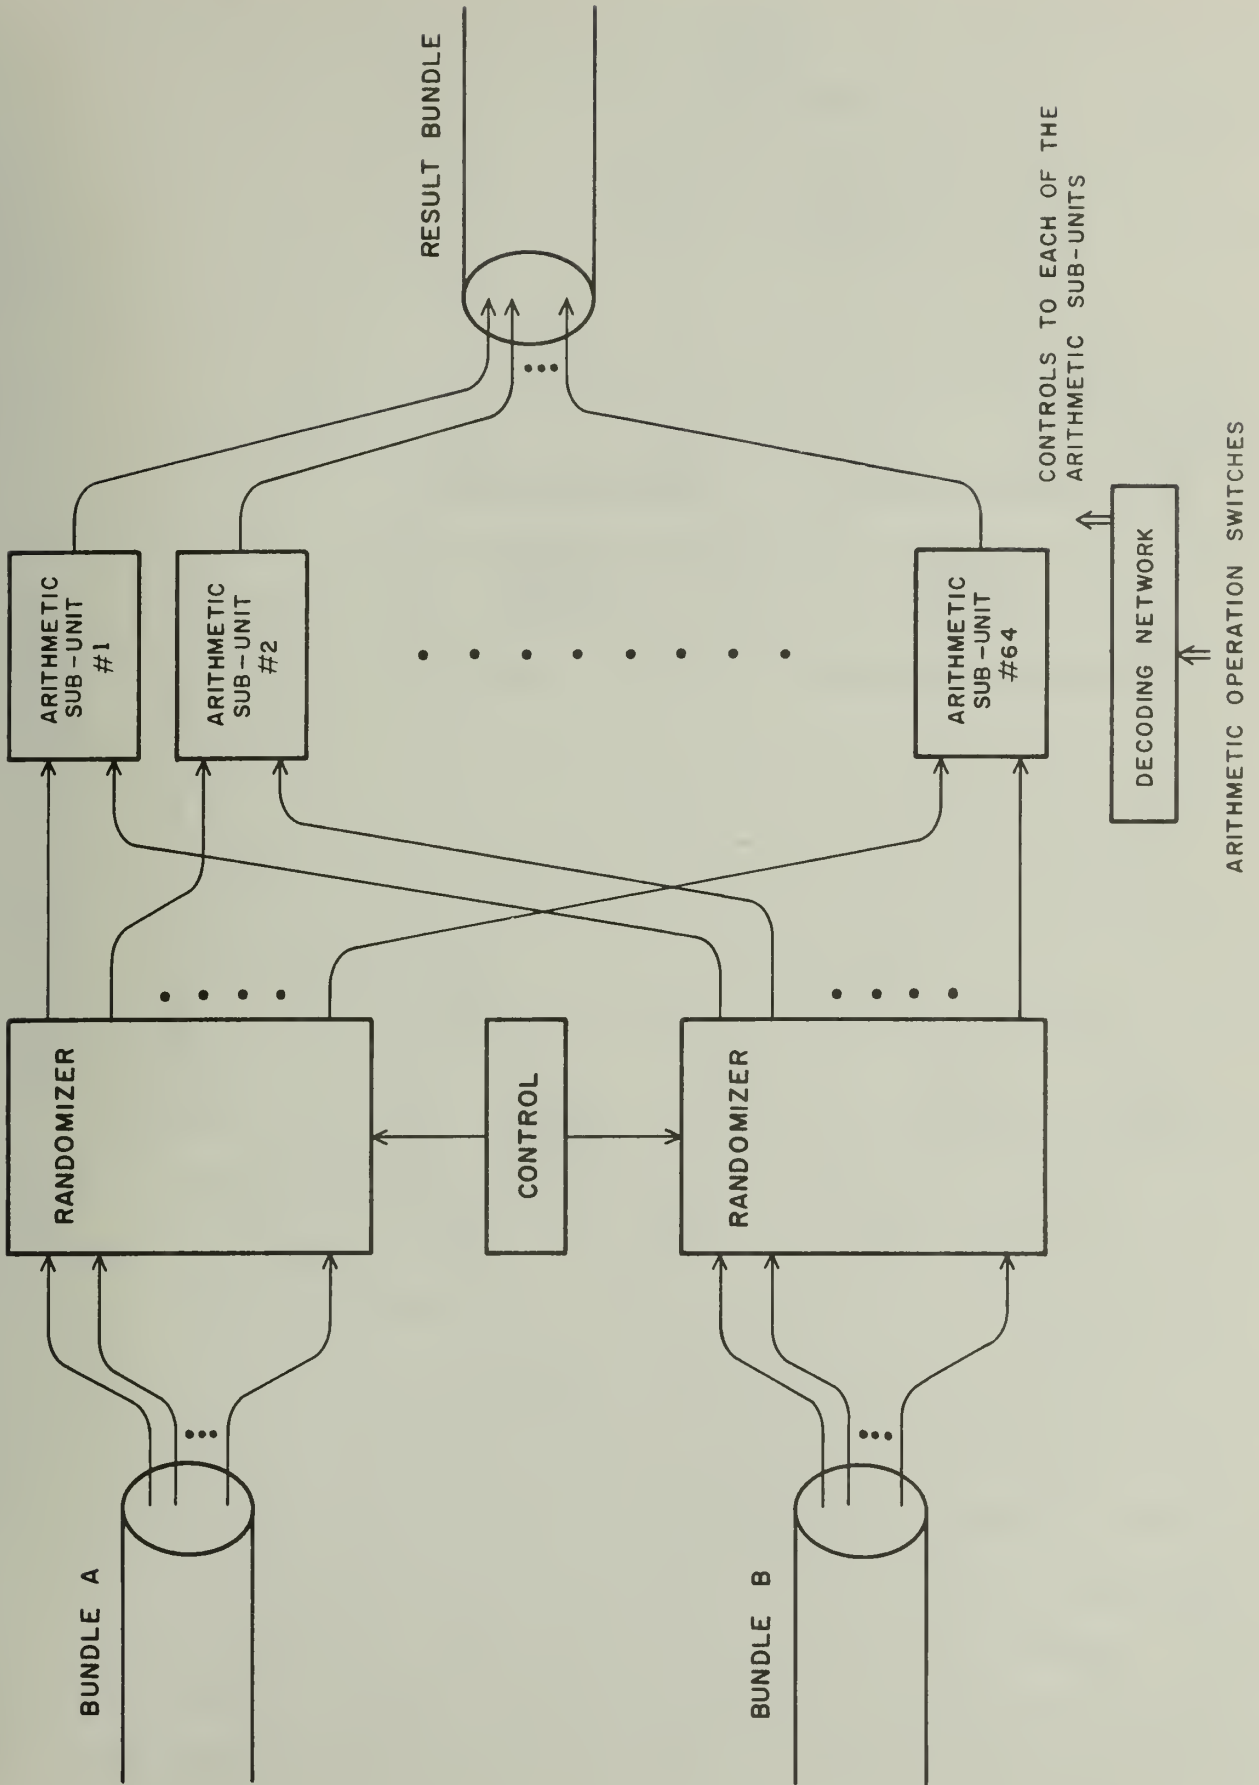 BUNDLE A
RANDOMIZER
ARITHMETIC
SUB-UNIT
#1
ARITHMETIC
SUB-UNIT
#2
RESULT BUNDLE
CONTROL
BUNDLE B
RANDOMIZER
ARITHMETIC
SUB-UNIT
#64
CONTROLS TO EACH OF THE
ARITHMETIC SUB-UNITS
DECODING NETWORK
ARITHMETIC OPERATION SWITCHES